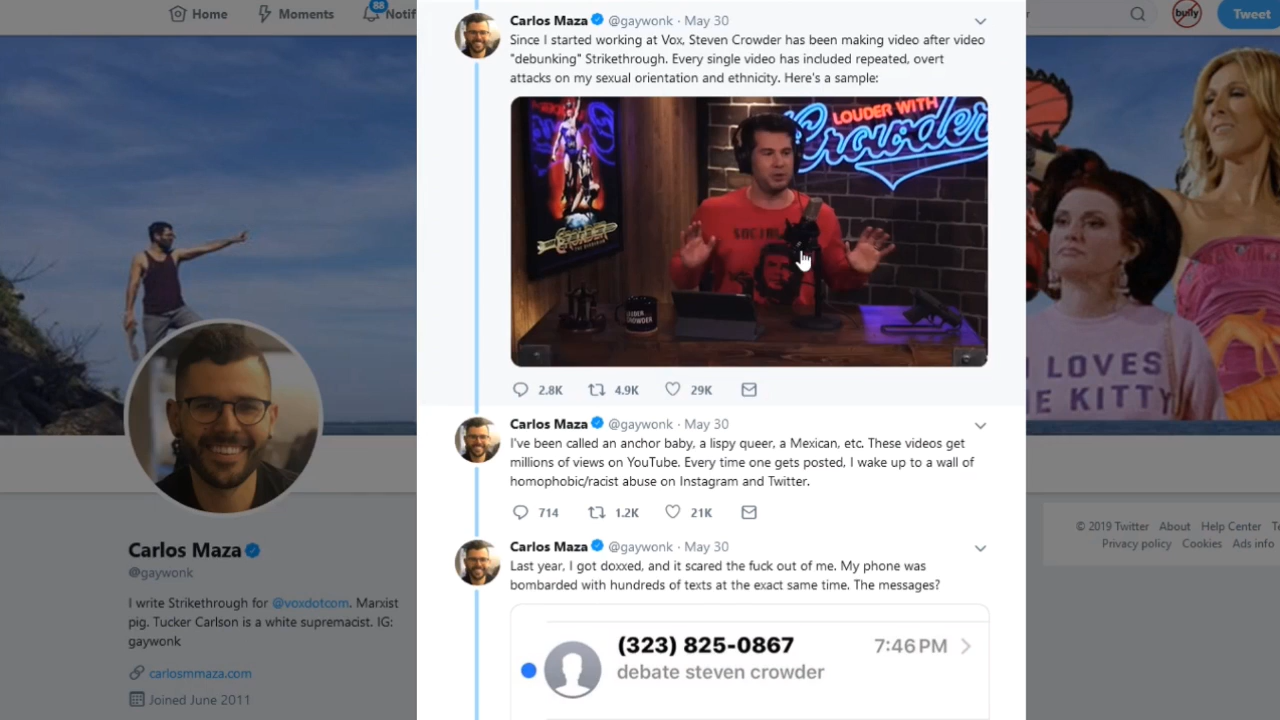 Home
Moments
88
Notif
bully
Tweet
Carlos Maza @gaywonk · May 30
Since I started working at Vox, Steven Crowder has been making video after video
"debunking" Strikethrough. Every single video has included repeated, overt
attacks on my sexual orientation and ethnicity. Here's a sample:
LOUDER WITH
Crowder
SOCIAL
CROWDER
2.8K 4.9K 29K
Carlos Maza @gaywonk · May 30
I've been called an anchor baby, a lispy queer, a Mexican, etc. These videos get
millions of views on YouTube. Every time one gets posted, I wake up to a wall of
homophobic/racist abuse on Instagram and Twitter.
714 1.2K 21K
Carlos Maza @gaywonk · May 30
Last year, I got doxxed, and it scared the fuck out of me. My phone was
bombarded with hundreds of texts at the exact same time. The messages?
(323) 825-0867 7:46 PM
debate steven crowder
Carlos Maza
@gaywonk
I write Strikethrough for @voxdotcom. Marxist
pig. Tucker Carlson is a white supremacist. IG:
gaywonk
carlosmmaza.com
Joined June 2011
LOVES
KITTY
© 2019 Twitter About Help Center Te
Privacy policy Cookies Ads info